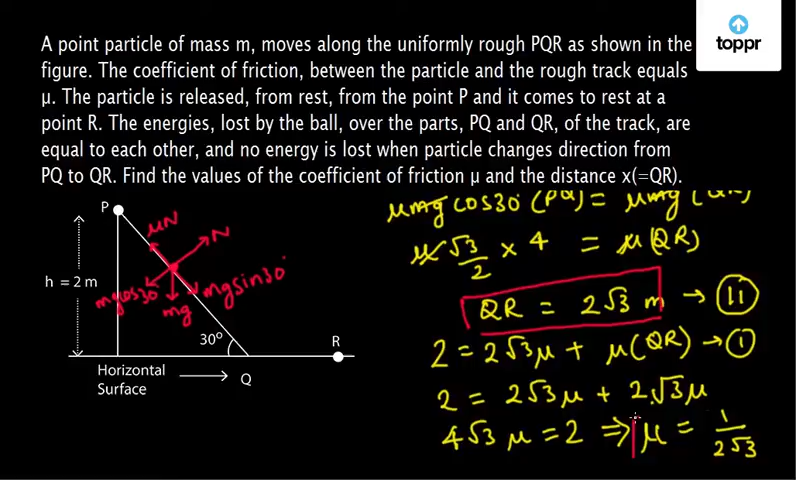 A point particle of mass m, moves along the uniformly rough PQR as shown in the
figure. The coefficient of friction, between the particle and the rough track equals
μ. The particle is released, from rest, from the point P and it comes to rest at a
point R. The energies, lost by the ball, over the parts, PQ and QR, of the track, are
equal to each other, and no energy is lost when particle changes direction from
PQ to QR. Find the values of the coefficient of friction μ and the distance x(=QR).
toppr
P
μN
N
h = 2 m
mgcos30
mg
mgsin30°
30°
R
Horizontal
Surface
Q
μmg cos30° (PQ) = μmg (QR)
μ √3/2 × 4 = μ(QR)
QR = 2√3 m → (11)
2 = 2√3μ + μ(QR) → (1)
2 = 2√3μ + 2√3μ
4√3 μ = 2 ⇒ μ = 1/2√3